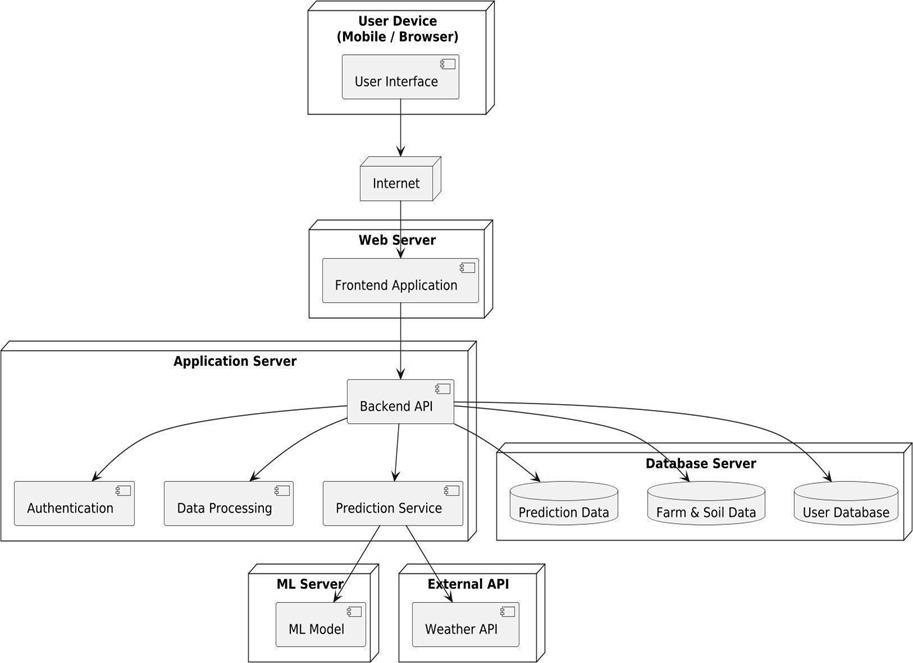 User Device
(Mobile / Browser)
User Interface
Internet
Web Server
Frontend Application
Application Server
Backend API
Database Server
Authentication
Data Processing
Prediction Service
Prediction Data
Farm & Soil Data
User Database
ML Server
External API
ML Model
Weather API